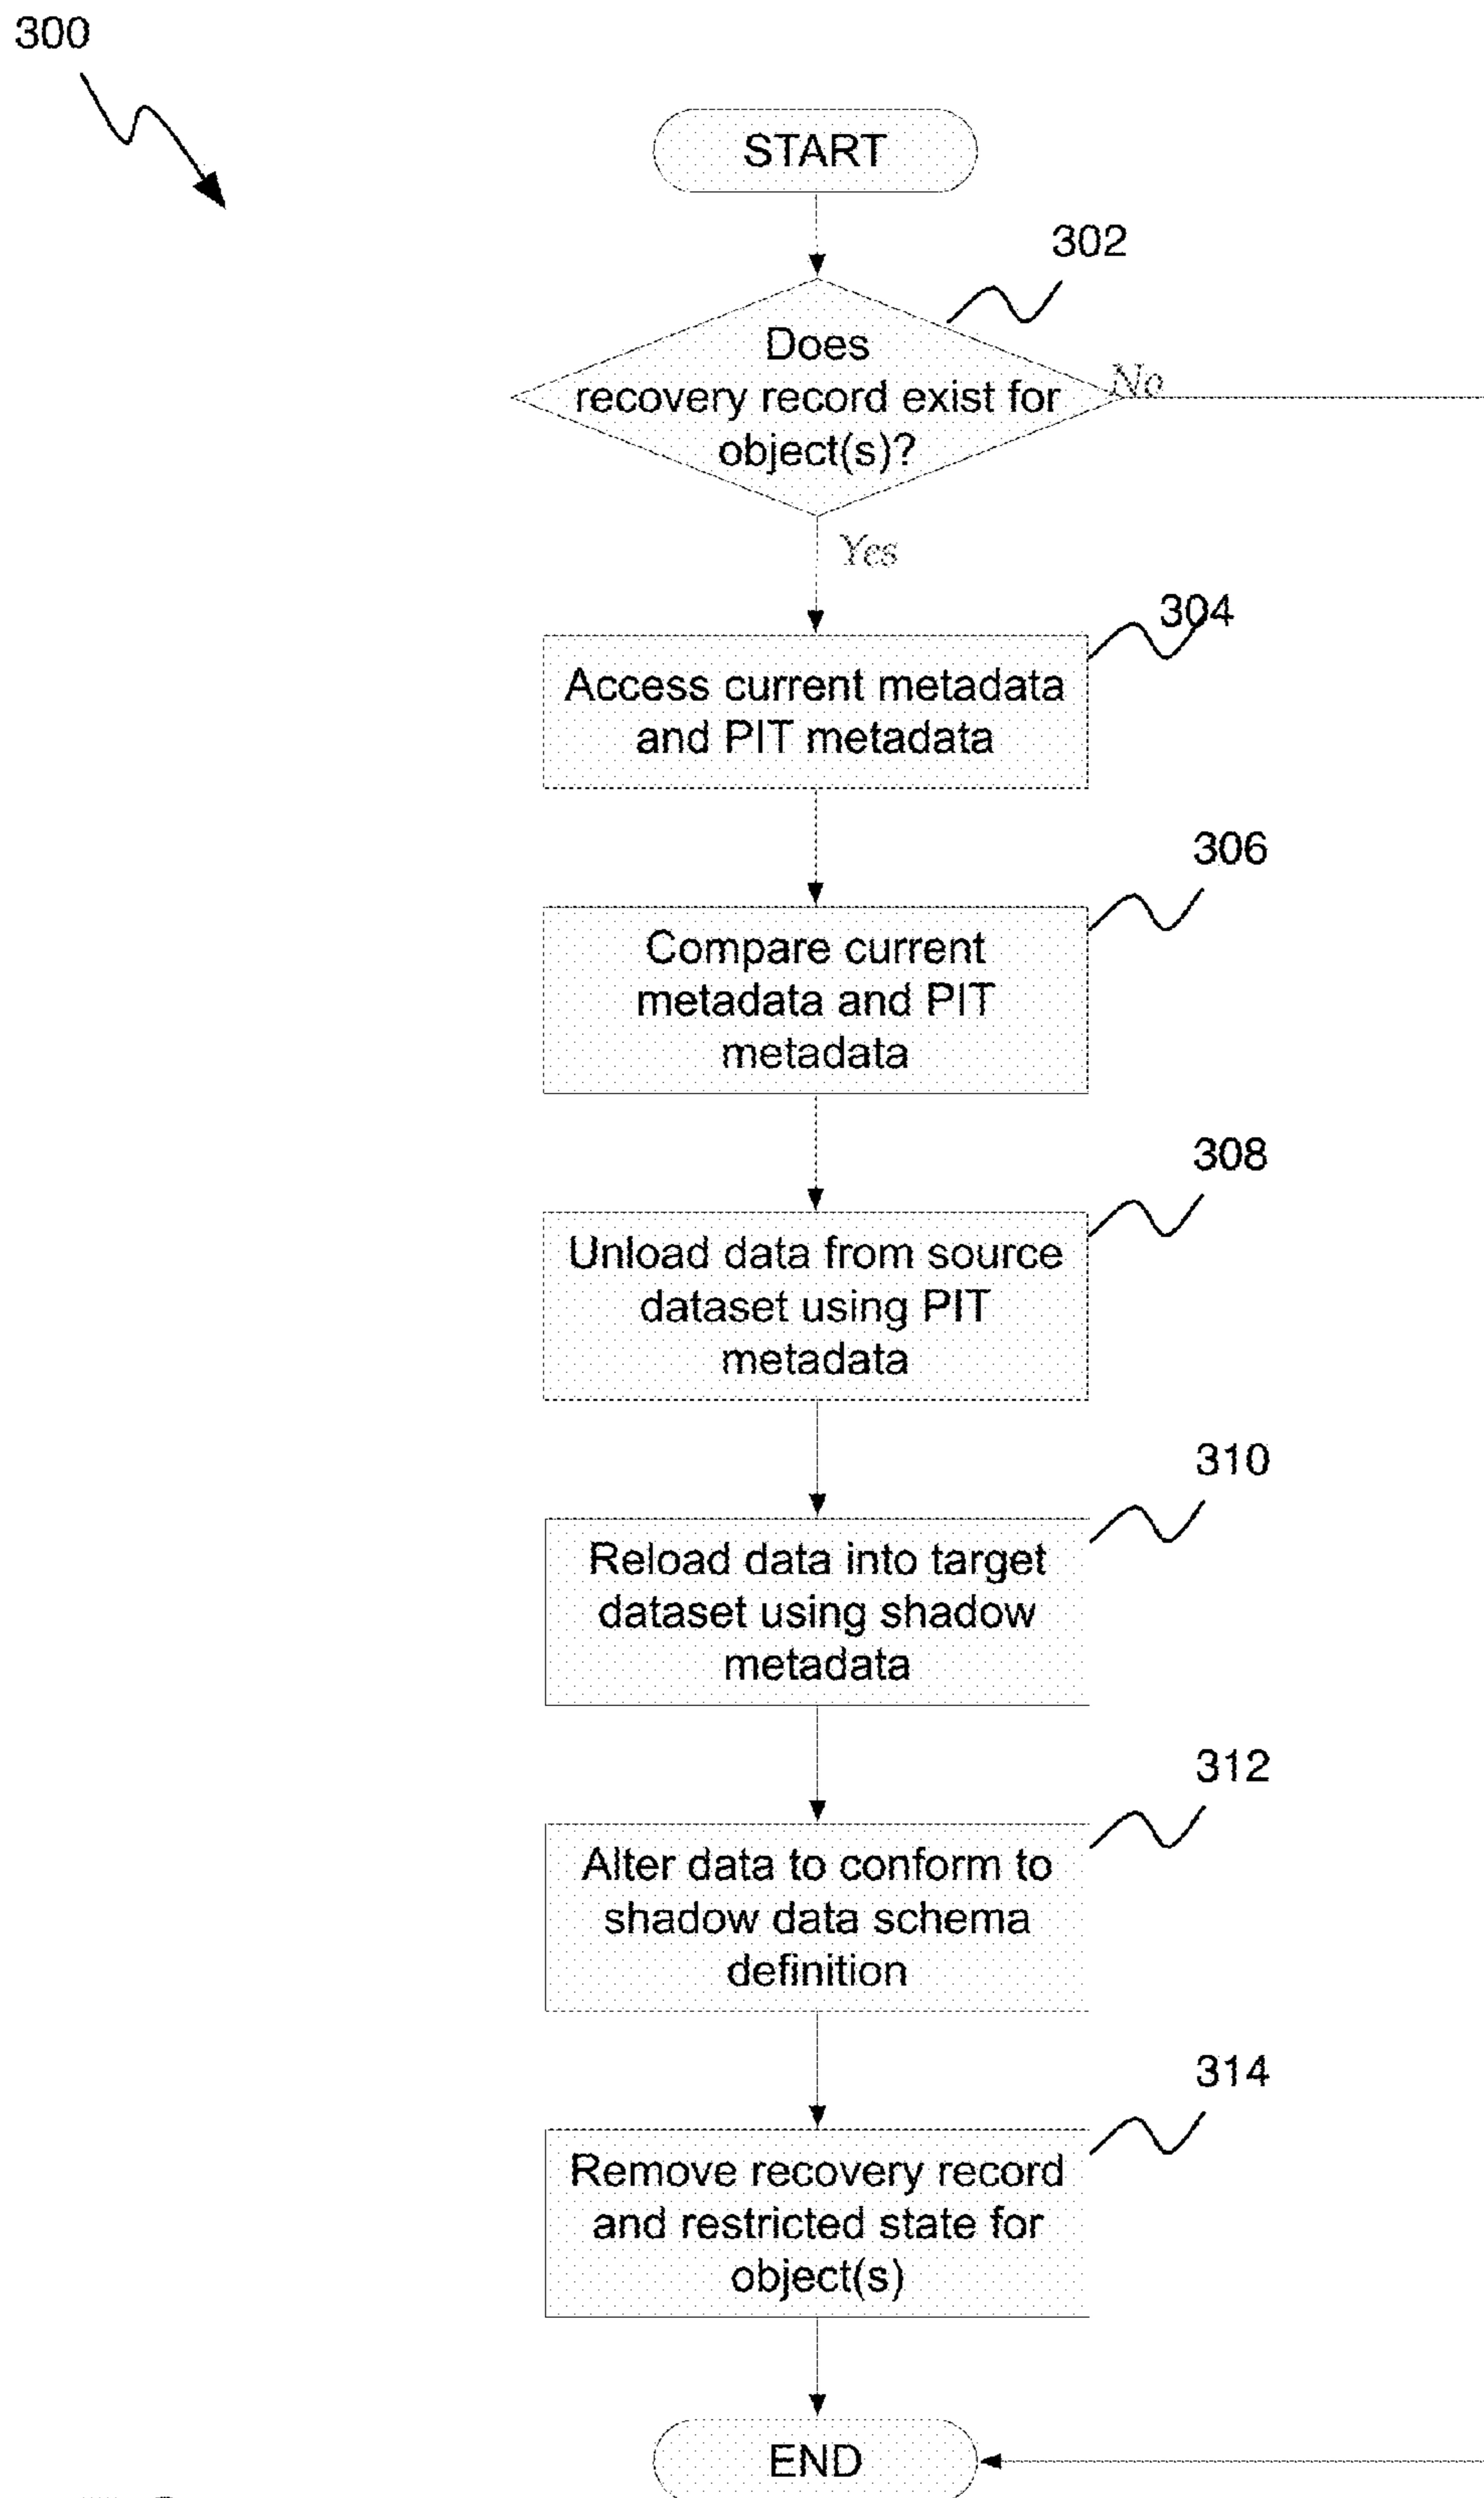 300
START
302
Does
recovery record exist for
object(s)?
No
Yes
304
Access current metadata
and PIT metadata
306
Compare current
metadata and PIT
metadata
308
Unload data from source
dataset using PIT
metadata
310
Reload data into target
dataset using shadow
metadata
312
Alter data to conform to
shadow data schema
definition
314
Remove recovery record
and restricted state for
object(s)
END